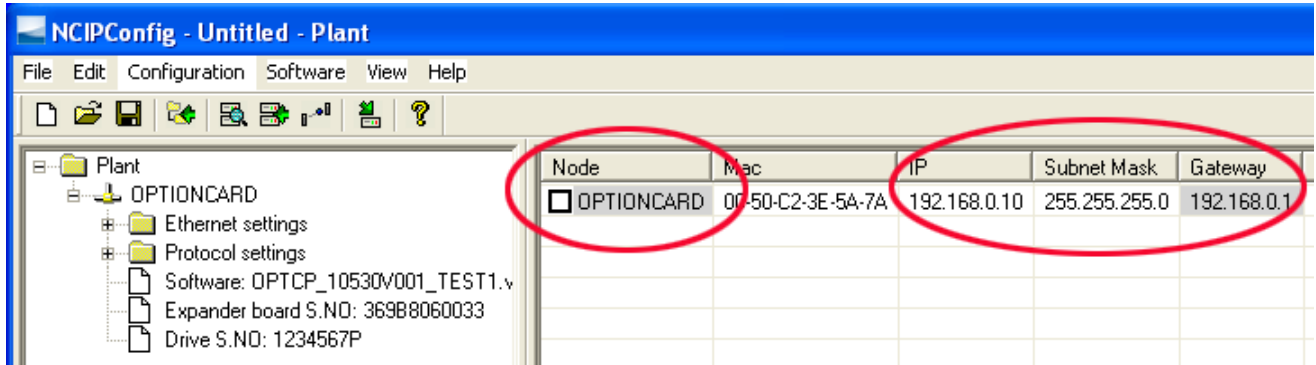 NCIPConfig - Untitled - Plant
File Edit Configuration Software View Help
Plant
OPTIONCARD
Ethernet settings
Protocol settings
Software: OPTCP_10530V001_TEST1.v
Expander board S.NO: 369B8060033
Drive S.NO: 1234567P
Node Mac IP Subnet Mask Gateway
OPTIONCARD 00-50-C2-3E-5A-7A 192.168.0.10 255.255.255.0 192.168.0.1